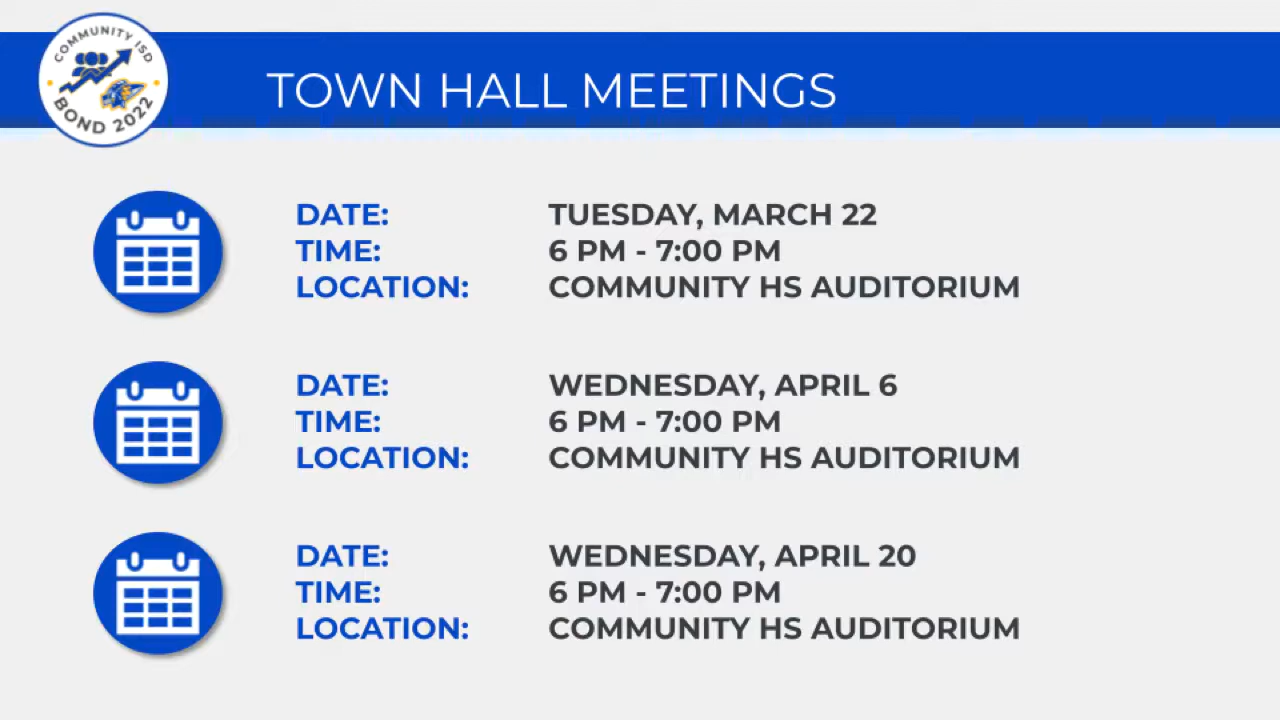 COMMUNITY ISD
BOND 2022
TOWN HALL MEETINGS
DATE: TUESDAY, MARCH 22
TIME: 6 PM - 7:00 PM
LOCATION: COMMUNITY HS AUDITORIUM
DATE: WEDNESDAY, APRIL 6
TIME: 6 PM - 7:00 PM
LOCATION: COMMUNITY HS AUDITORIUM
DATE: WEDNESDAY, APRIL 20
TIME: 6 PM - 7:00 PM
LOCATION: COMMUNITY HS AUDITORIUM